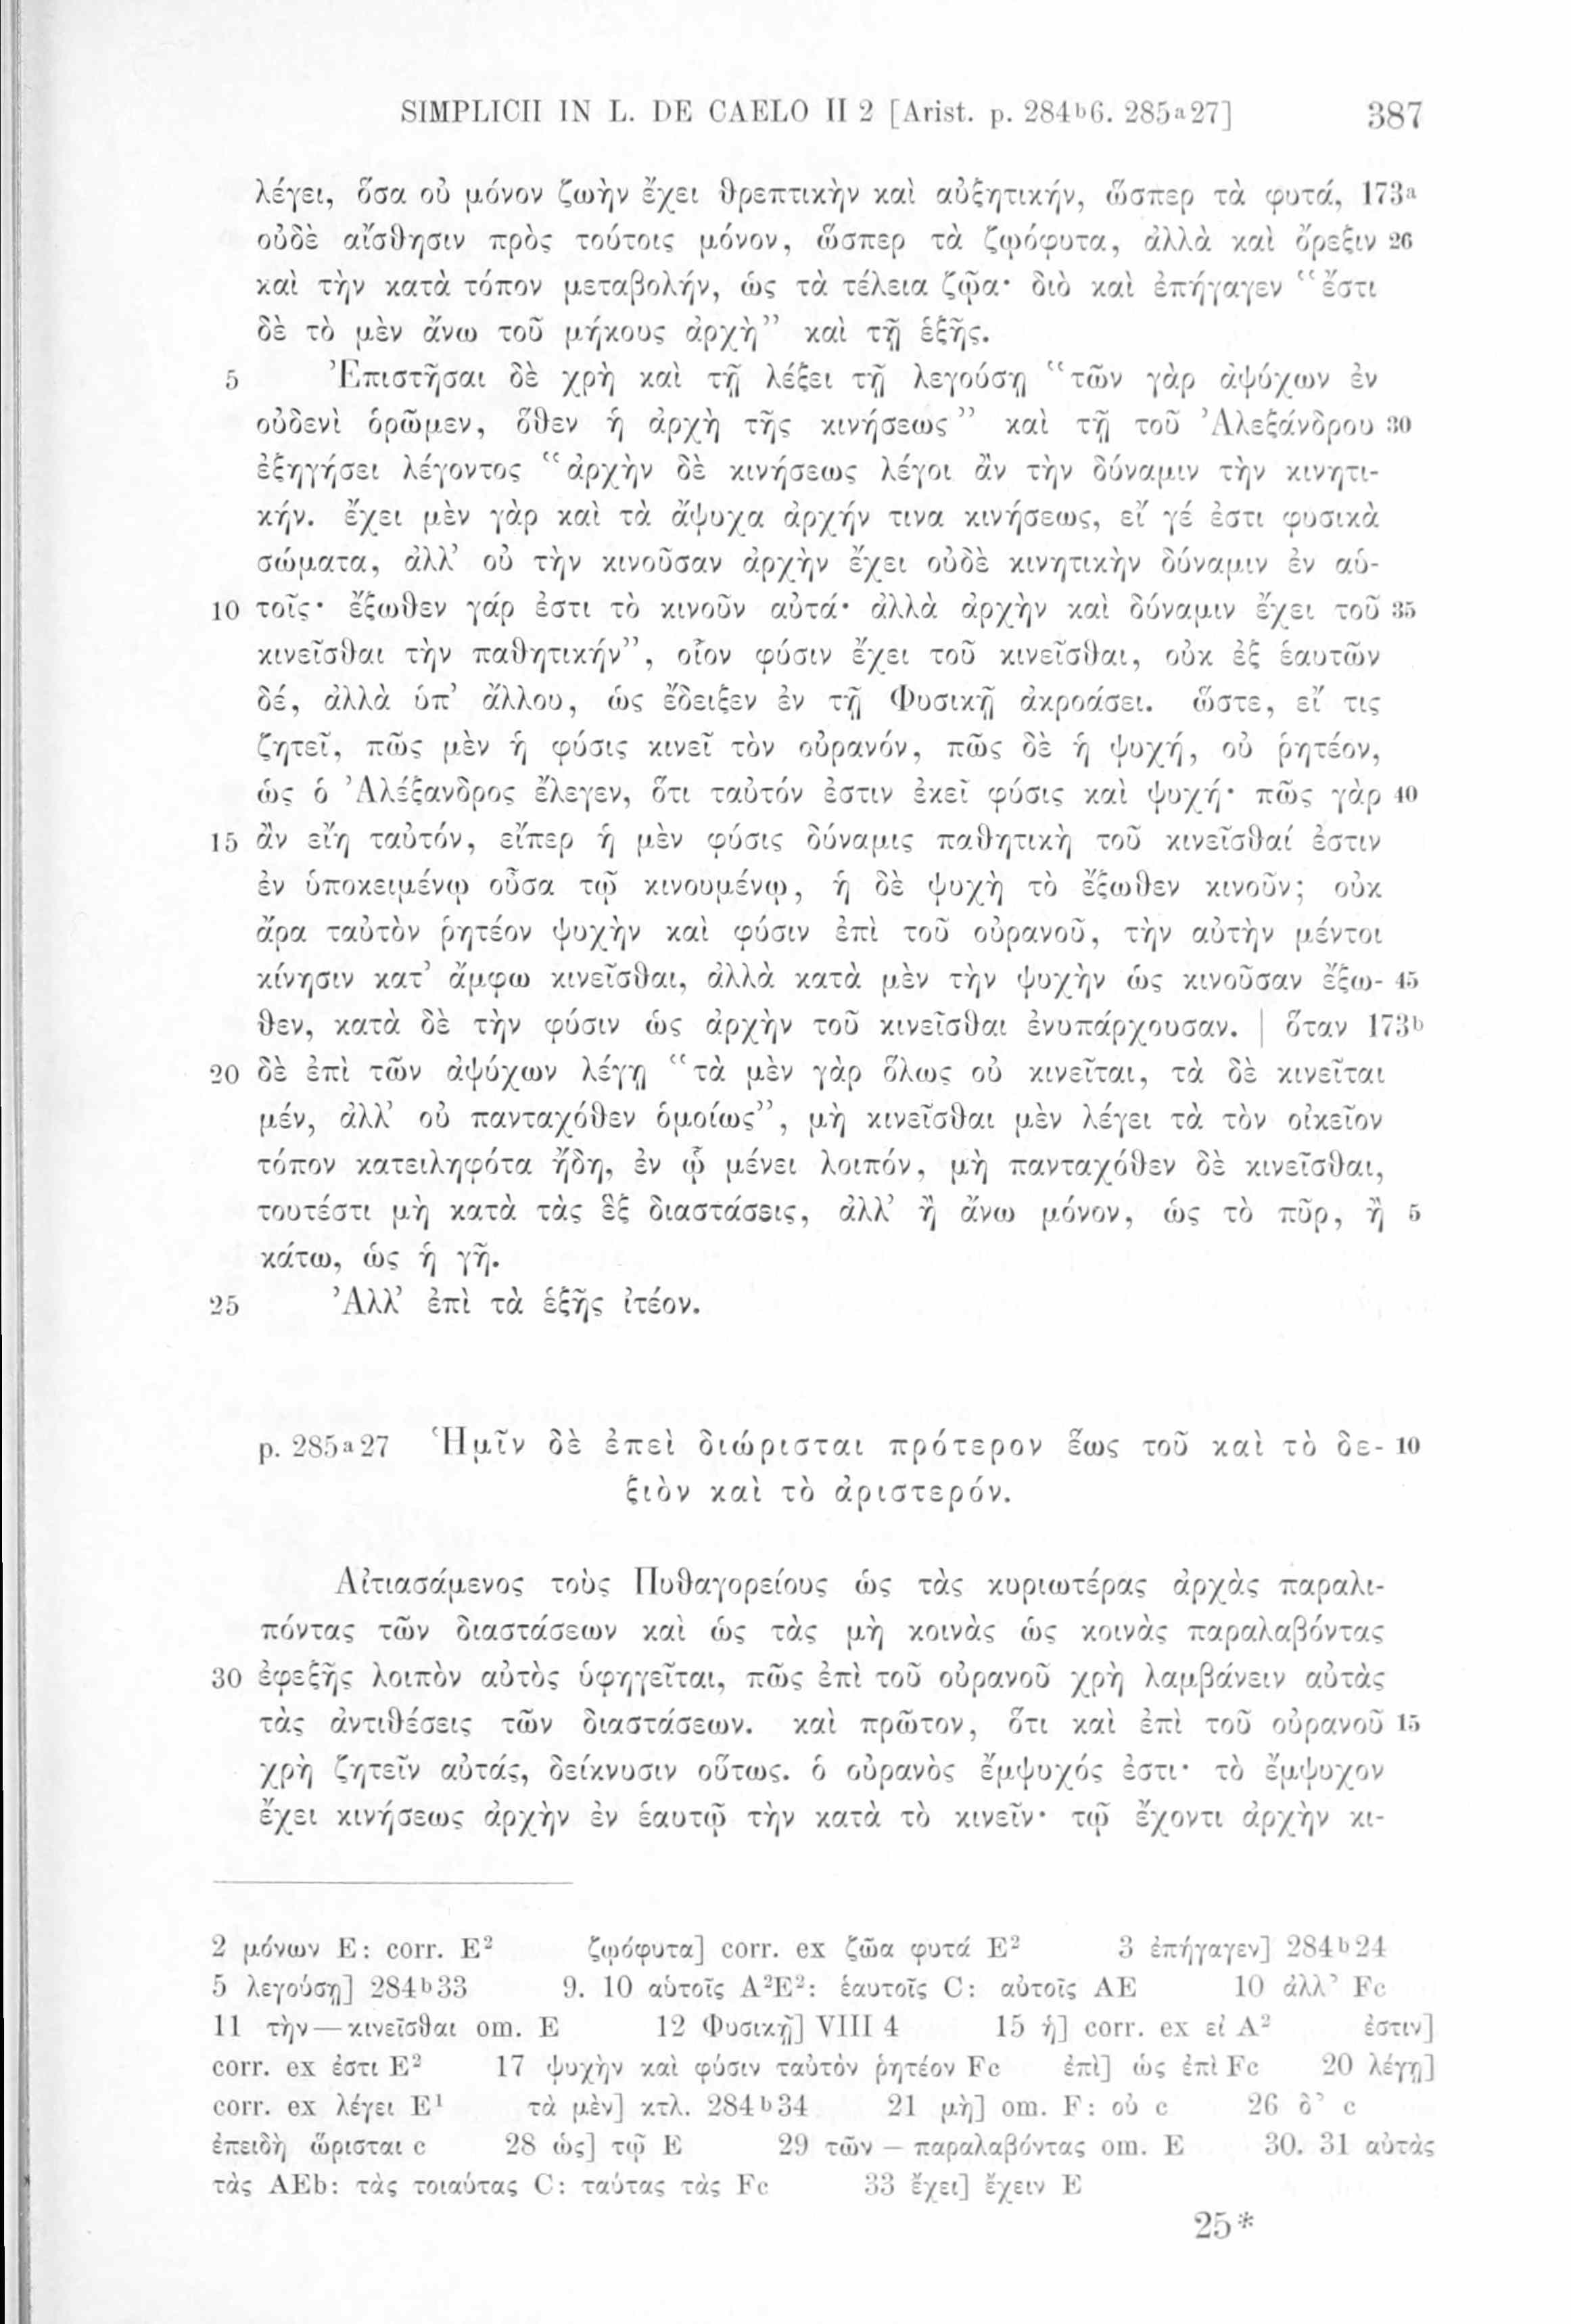 SIMPLICII IN L. DE CAELO II 2 [Arist. p. 284ᵇ6. 285ᵃ27] 387
λέγει, ὅσα οὐ μόνον ζωὴν ἔχει θρεπτικὴν καὶ αὐξητικήν, ὥσπερ τὰ φυτά, 173ᵃ
οὐδὲ αἴσθησιν πρὸς τούτοις μόνον, ὥσπερ τὰ ζῳόφυτα, ἀλλὰ καὶ ὄρεξιν 26
καὶ τὴν κατὰ τόπον μεταβολήν, ὡς τὰ τέλεια ζῷα· διὸ καὶ ἐπήγαγεν “ἔστι
δὲ τὸ μὲν ἄνω τοῦ μήκους ἀρχὴ” καὶ τῇ ἑξῆς.
5 Ἐπιστῆσαι δὲ χρὴ καὶ τῇ λέξει τῇ λεγούσῃ “τῶν γὰρ ἀψύχων ἐν
οὐδενὶ ὁρῶμεν, ὅθεν ἡ ἀρχὴ τῆς κινήσεως” καὶ τῇ τοῦ Ἀλεξάνδρου 30
ἐξηγήσει λέγοντος “ἀρχὴν δὲ κινήσεως λέγοι ἂν τὴν δύναμιν τὴν κινητι-
κήν. ἔχει μὲν γὰρ καὶ τὰ ἄψυχα ἀρχήν τινα κινήσεως, εἴ γέ ἐστι φυσικὰ
σώματα, ἀλλ’ οὐ τὴν κινοῦσαν ἀρχὴν ἔχει οὐδὲ κινητικὴν δύναμιν ἐν αὑ-
10 τοῖς· ἔξωθεν γάρ ἐστι τὸ κινοῦν αὐτά· ἀλλὰ ἀρχὴν καὶ δύναμιν ἔχει τοῦ 35
κινεῖσθαι τὴν παθητικήν”, οἷον φύσιν ἔχει τοῦ κινεῖσθαι, οὐκ ἐξ ἑαυτῶν
δέ, ἀλλὰ ὑπ’ ἄλλου, ὡς ἔδειξεν ἐν τῇ Φυσικῇ ἀκροάσει. ὥστε, εἴ τις
ζητεῖ, πῶς μὲν ἡ φύσις κινεῖ τὸν οὐρανόν, πῶς δὲ ἡ ψυχή, οὐ ῥητέον,
ὡς ὁ Ἀλέξανδρος ἔλεγεν, ὅτι ταὐτόν ἐστιν ἐκεῖ φύσις καὶ ψυχή· πῶς γὰρ 40
15 ἂν εἴη ταὐτόν, εἴπερ ἡ μὲν φύσις δύναμις παθητικὴ τοῦ κινεῖσθαί ἐστιν
ἐν ὑποκειμένῳ οὖσα τῷ κινουμένῳ, ἡ δὲ ψυχὴ τὸ ἔξωθεν κινοῦν; οὐκ
ἄρα ταὐτὸν ῥητέον ψυχὴν καὶ φύσιν ἐπὶ τοῦ οὐρανοῦ, τὴν αὐτὴν μέντοι
κίνησιν κατ’ ἄμφω κινεῖσθαι, ἀλλὰ κατὰ μὲν τὴν ψυχὴν ὡς κινοῦσαν ἔξω- 45
θεν, κατὰ δὲ τὴν φύσιν ὡς ἀρχὴν τοῦ κινεῖσθαι ἐνυπάρχουσαν. | ὅταν 173ᵇ
20 δὲ ἐπὶ τῶν ἀψύχων λέγῃ “τὰ μὲν γὰρ ὅλως οὐ κινεῖται, τὰ δὲ κινεῖται
μέν, ἀλλ’ οὐ πανταχόθεν ὁμοίως”, μὴ κινεῖσθαι μὲν λέγει τὰ τὸν οἰκεῖον
τόπον κατειληφότα ἤδη, ἐν ᾧ μένει λοιπόν, μὴ πανταχόθεν δὲ κινεῖσθαι,
τουτέστι μὴ κατὰ τὰς ἓξ διαστάσεις, ἀλλ’ ἢ ἄνω μόνον, ὡς τὸ πῦρ, ἢ 5
κάτω, ὡς ἡ γῆ.
25 Ἀλλ’ ἐπὶ τὰ ἑξῆς ἰτέον.
p. 285ᵃ27 Ἡμῖν δὲ ἐπεὶ διώρισται πρότερον ἕως τοῦ καὶ τὸ δε- 10
ξιὸν καὶ τὸ ἀριστερόν.
Αἰτιασάμενος τοὺς Πυθαγορείους ὡς τὰς κυριωτέρας ἀρχὰς παραλι-
πόντας τῶν διαστάσεων καὶ ὡς τὰς μὴ κοινὰς ὡς κοινὰς παραλαβόντας
30 ἐφεξῆς λοιπὸν αὐτὸς ὑφηγεῖται, πῶς ἐπὶ τοῦ οὐρανοῦ χρὴ λαμβάνειν αὐτὰς
τὰς ἀντιθέσεις τῶν διαστάσεων. καὶ πρῶτον, ὅτι καὶ ἐπὶ τοῦ οὐρανοῦ 15
χρὴ ζητεῖν αὐτάς, δείκνυσιν οὕτως. ὁ οὐρανὸς ἔμψυχός ἐστι· τὸ ἔμψυχον
ἔχει κινήσεως ἀρχὴν ἐν ἑαυτῷ τὴν κατὰ τὸ κινεῖν· τῷ ἔχοντι ἀρχὴν κι-
2 μόνων E: corr. E² ζῳόφυτα] corr. ex ζῶα φυτά E² 3 ἐπήγαγεν] 284ᵇ24
5 λεγούσῃ] 284ᵇ33 9. 10 αὑτοῖς A²E²: ἑαυτοῖς C: αὐτοῖς AE 10 ἀλλ’ Fc
11 τὴν — κινεῖσθαι om. E 12 Φυσικῇ] VIII 4 15 ἡ] corr. ex εἰ A² ἐστιν]
corr. ex ἐστι E² 17 ψυχὴν καὶ φύσιν ταὐτὸν ῥητέον Fc ἐπὶ] ὡς ἐπὶ Fc 20 λέγῃ]
corr. ex λέγει E¹ τὰ μὲν] κτλ. 284ᵇ34 21 μὴ] om. F: οὐ c 26 δ’ c
ἐπειδὴ ὥρισται c 28 ὡς] τῷ E 29 τῶν — παραλαβόντας om. E 30. 31 αὐτὰς
τὰς AEb: τὰς τοιαύτας C: ταύτας τὰς Fc 33 ἔχει] ἔχειν E
25*